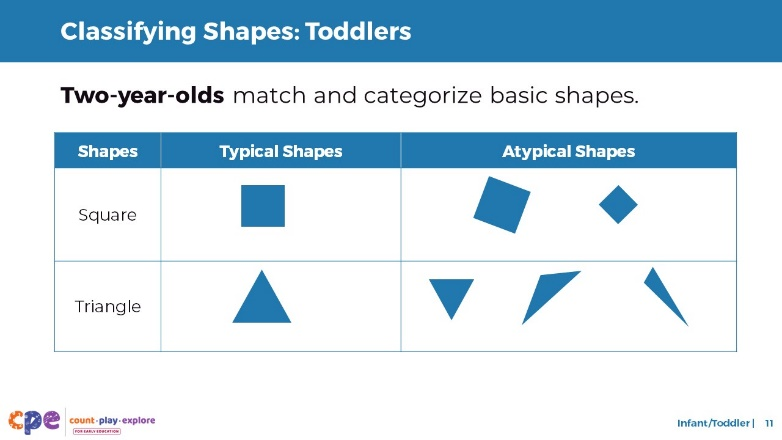 Classifying Shapes: Toddlers
Two-year-olds match and categorize basic shapes.
Shapes Typical Shapes Atypical Shapes
Square
Triangle
cpe count·play·explore
FOR EARLY EDUCATION
Infant/Toddler | 11